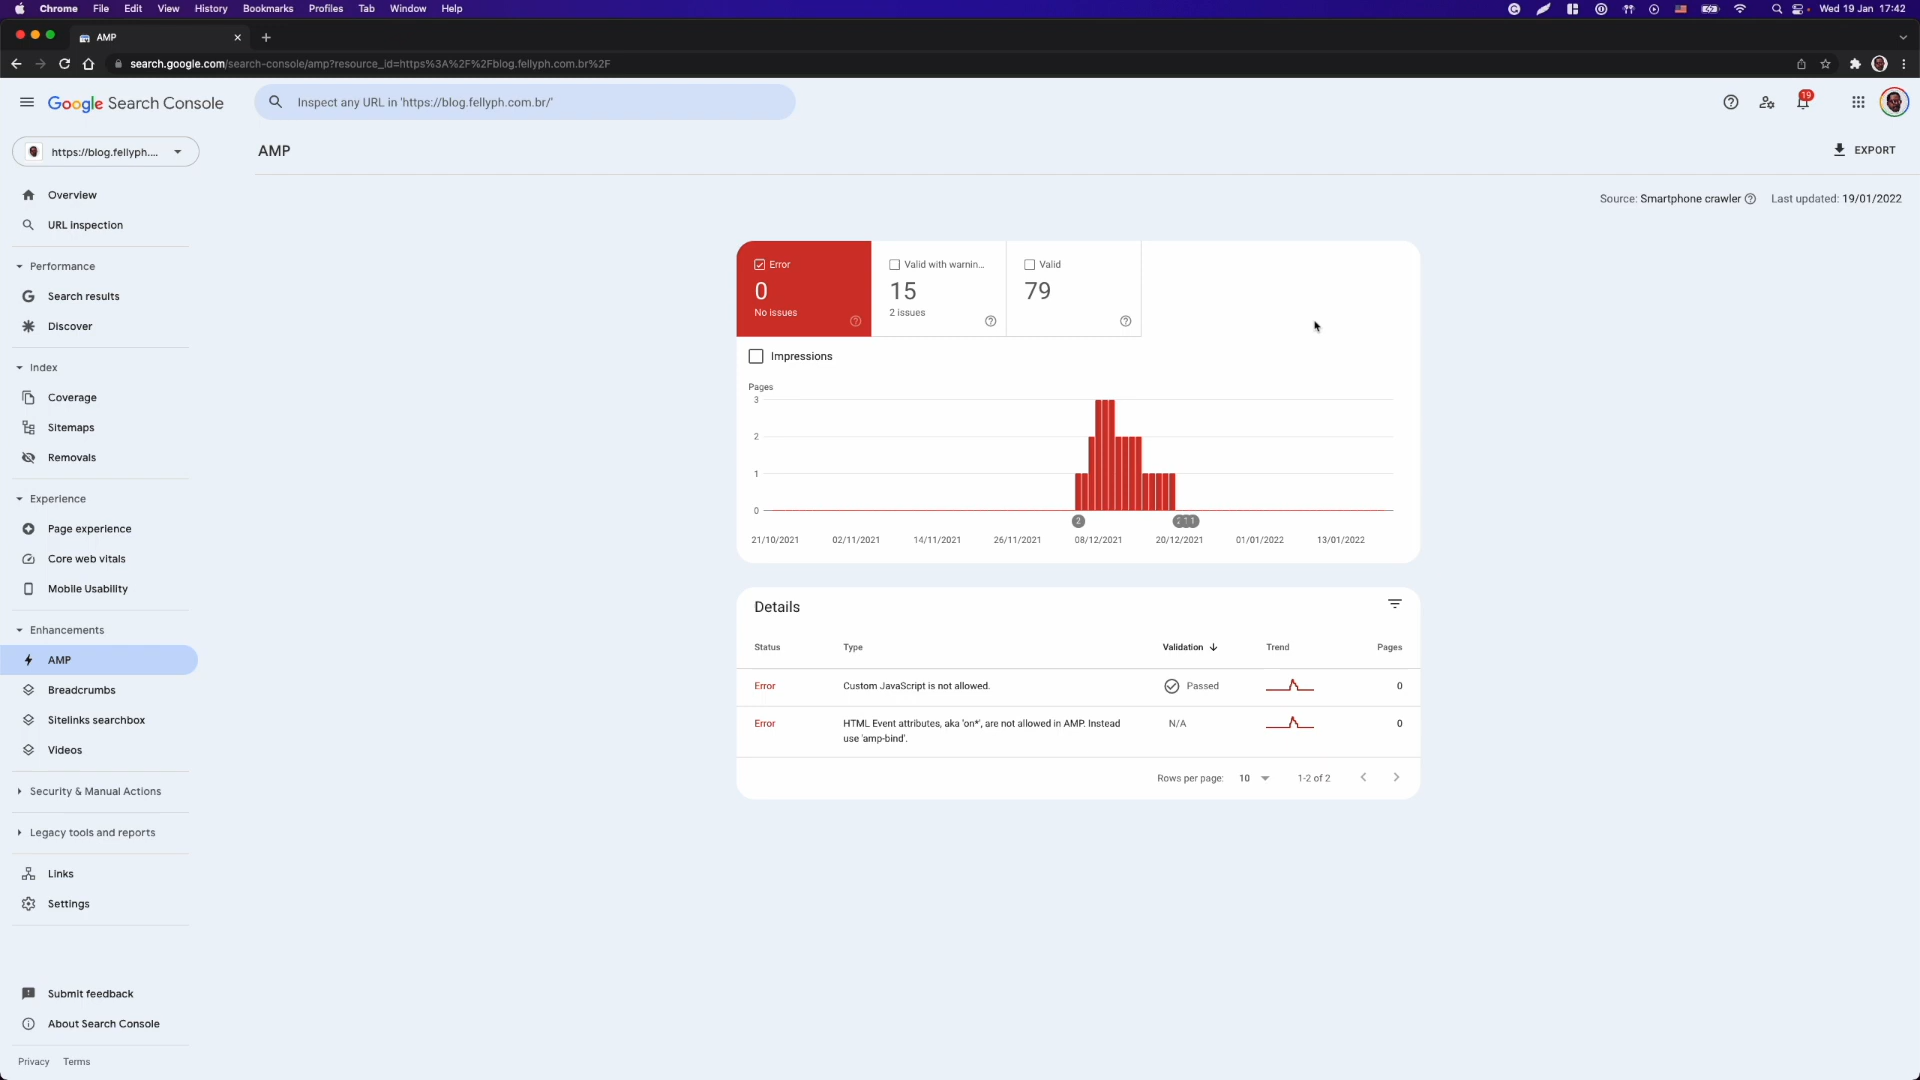 Chrome File Edit View History Bookmarks Profiles Tab Window Help Wed 19 Jan 17:42
AMP
search.google.com/search-console/amp?resource_id=https%3A%2F%2Fblog.fellyph.com.br%2F
Google Search Console
Inspect any URL in 'https://blog.fellyph.com.br/'
19
https://blog.fellyph....
AMP
EXPORT
Source: Smartphone crawler Last updated: 19/01/2022
Overview
URL inspection
Performance
Search results
Discover
Index
Coverage
Sitemaps
Removals
Experience
Page experience
Core web vitals
Mobile Usability
Enhancements
AMP
Breadcrumbs
Sitelinks searchbox
Videos
Security & Manual Actions
Legacy tools and reports
Links
Settings
Submit feedback
About Search Console
Privacy Terms
Error
0
No issues
Valid with warnin...
15
2 issues
Valid
79
Impressions
Pages
3
2
1
0
2
1
1
21/10/2021 02/11/2021 14/11/2021 26/11/2021 08/12/2021 20/12/2021 01/01/2022 13/01/2022
Details
Status Type Validation Trend Pages
Error Custom JavaScript is not allowed. Passed 0
Error HTML Event attributes, aka 'on*', are not allowed in AMP. Instead N/A 0
use 'amp-bind'.
Rows per page: 10 1-2 of 2